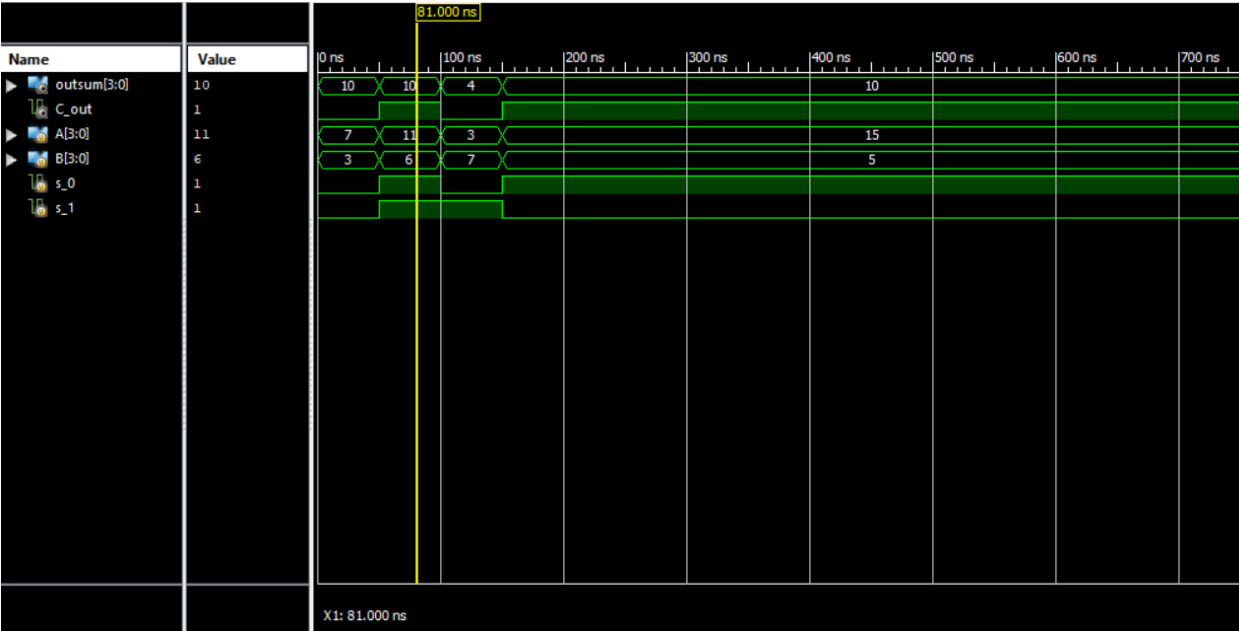 81.000 ns
Name Value 0 ns 100 ns 200 ns 300 ns 400 ns 500 ns 600 ns 700 ns
outsum[3:0] 10 10 10 4 10
C_out 1
A[3:0] 11 7 11 3 15
B[3:0] 6 3 6 7 5
s_0 1
s_1 1
X1: 81.000 ns